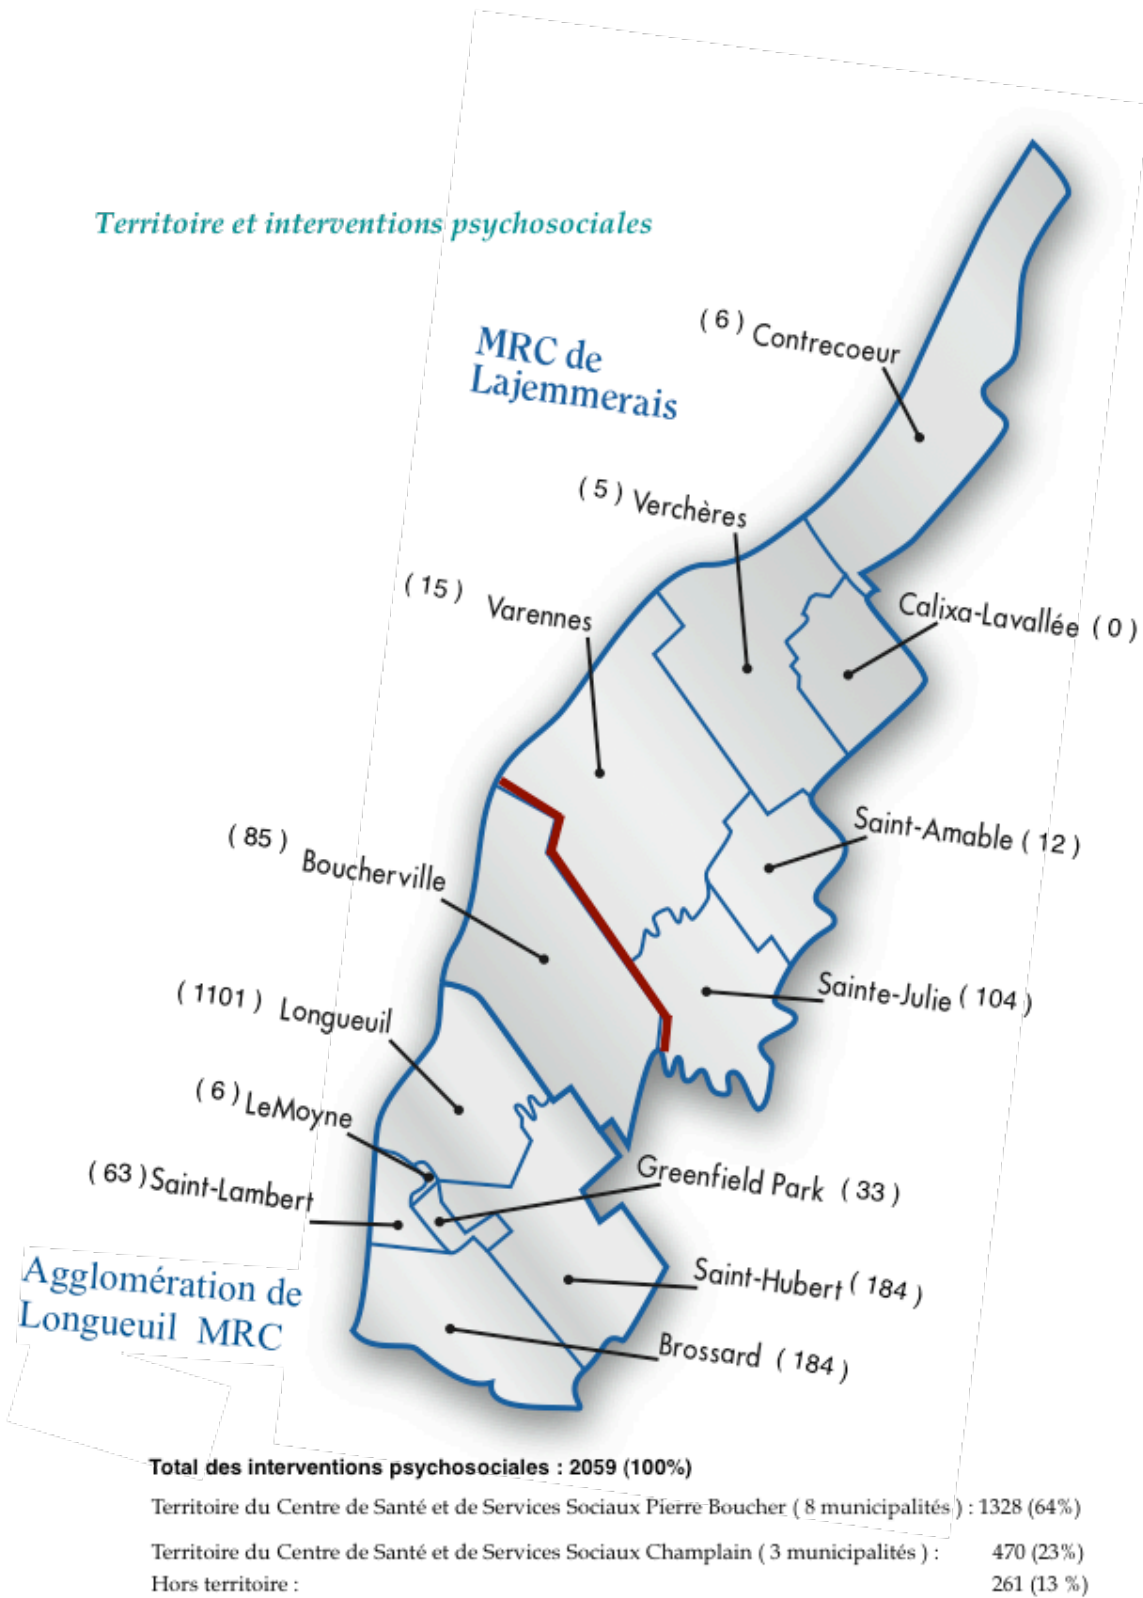 Territoire et interventions psychosociales
MRC de
Lajemmerais
( 6 ) Contrecoeur
( 5 ) Verchères
( 15 ) Varennes
Calixa-Lavallée ( 0 )
Saint-Amable ( 12 )
( 85 ) Boucherville
Sainte-Julie ( 104 )
( 1101 ) Longueuil
( 6 ) LeMoyne
Greenfield Park ( 33 )
( 63 ) Saint-Lambert
Agglomération de
Longueuil MRC
Saint-Hubert ( 184 )
Brossard ( 184 )
Total des interventions psychosociales : 2059 (100%)
Territoire du Centre de Santé et de Services Sociaux Pierre Boucher ( 8 municipalités ) : 1328 (64%)
Territoire du Centre de Santé et de Services Sociaux Champlain ( 3 municipalités ) : 470 (23%)
Hors territoire : 261 (13 %)